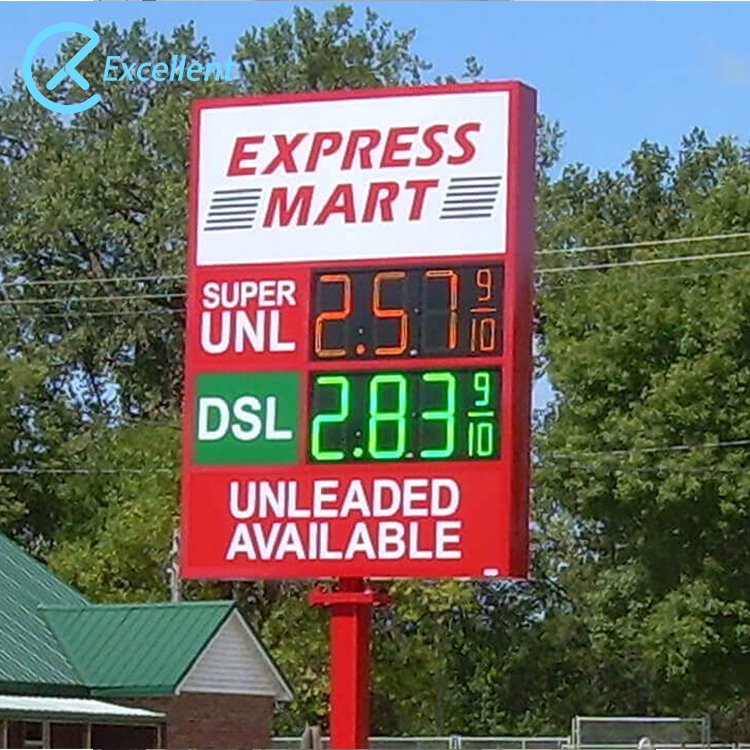 Excellent
EXPRESS
MART
SUPER
UNL
2.57 9/10
DSL
2.83 9/10
UNLEADED
AVAILABLE